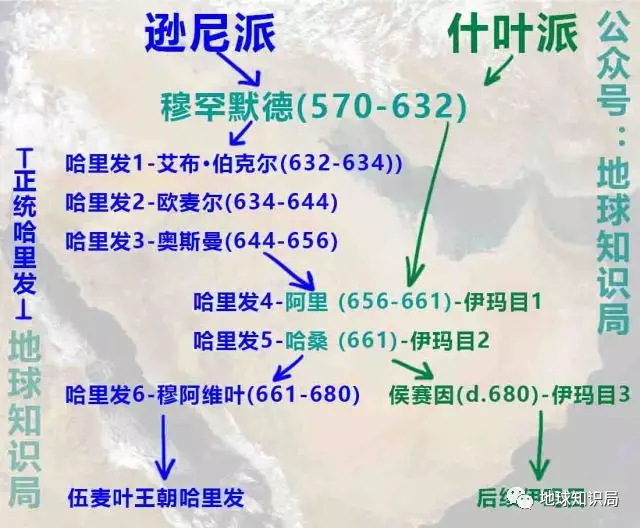 逊尼派
什叶派
穆罕默德(570-632)
哈里发1-艾布·伯克尔(632-634))
哈里发2-欧麦尔(634-644)
哈里发3-奥斯曼(644-656)
哈里发4-阿里 (656-661)-伊玛目1
哈里发5-哈桑 (661)-伊玛目2
哈里发6-穆阿维叶(661-680)
侯赛因(d.680)-伊玛目3
伍麦叶王朝哈里发
后续
正统哈里发
地球知识局
公众号：地球知识局
地球知识局